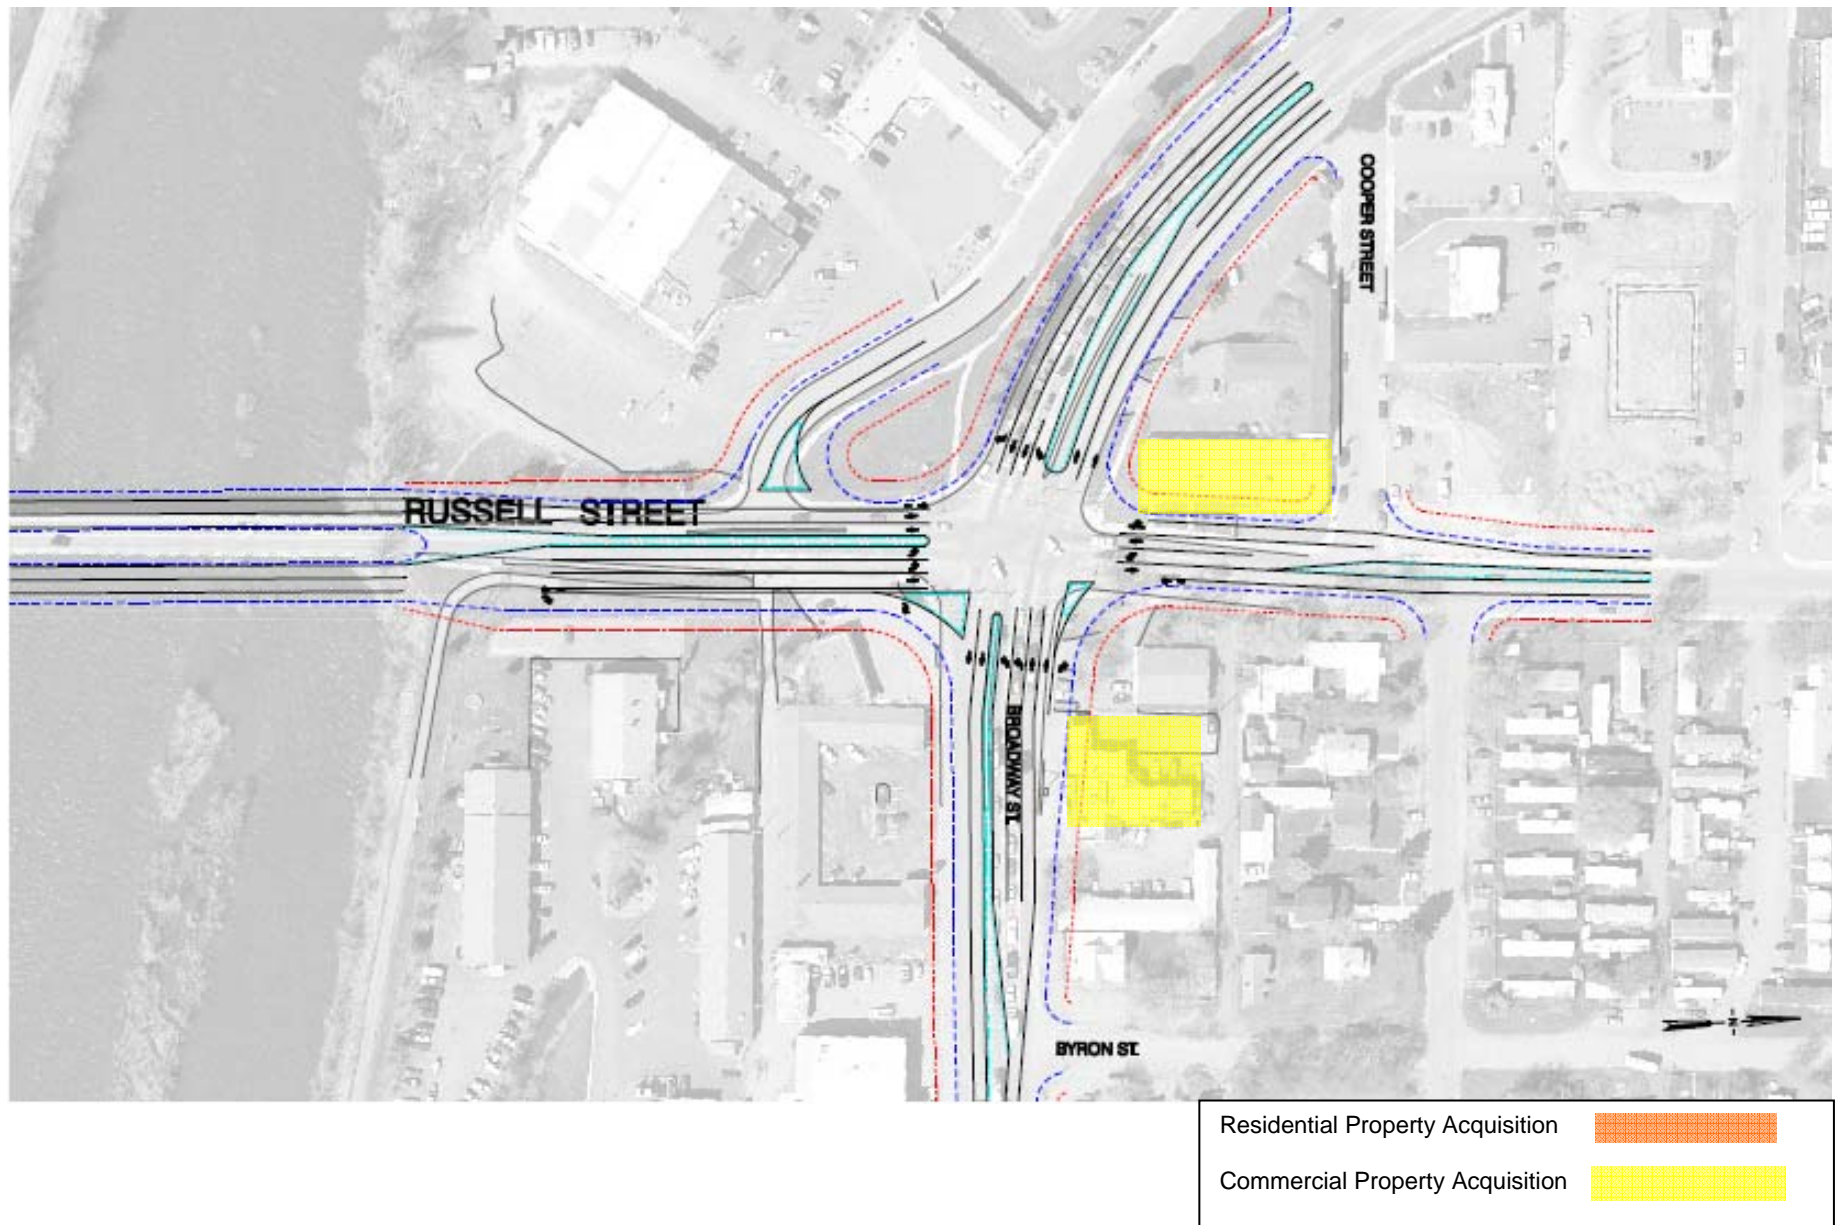 COOPER STREET
RUSSELL STREET
BROADWAY ST.
BYRON ST.
N
Residential Property Acquisition
Commercial Property Acquisition